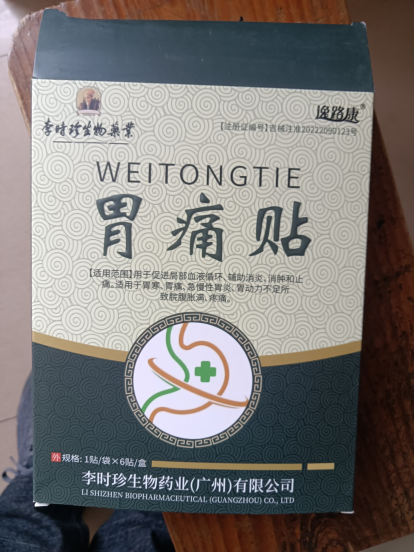 逸路康®
李时珍生物药业
【注册证编号】吉械注准20222090123号
WEITONGTIE
胃痛贴
【适用范围】用于促进局部血液循环、辅助消炎、消肿和止
痛。适用于胃寒、胃痛、急慢性胃炎、胃动力不足所
致脘腹胀满、疼痛。
外 规格:1贴/袋×6贴/盒
李时珍生物药业(广州)有限公司
LI SHIZHEN BIOPHARMACEUTICAL (GUANGZHOU) CO., LTD